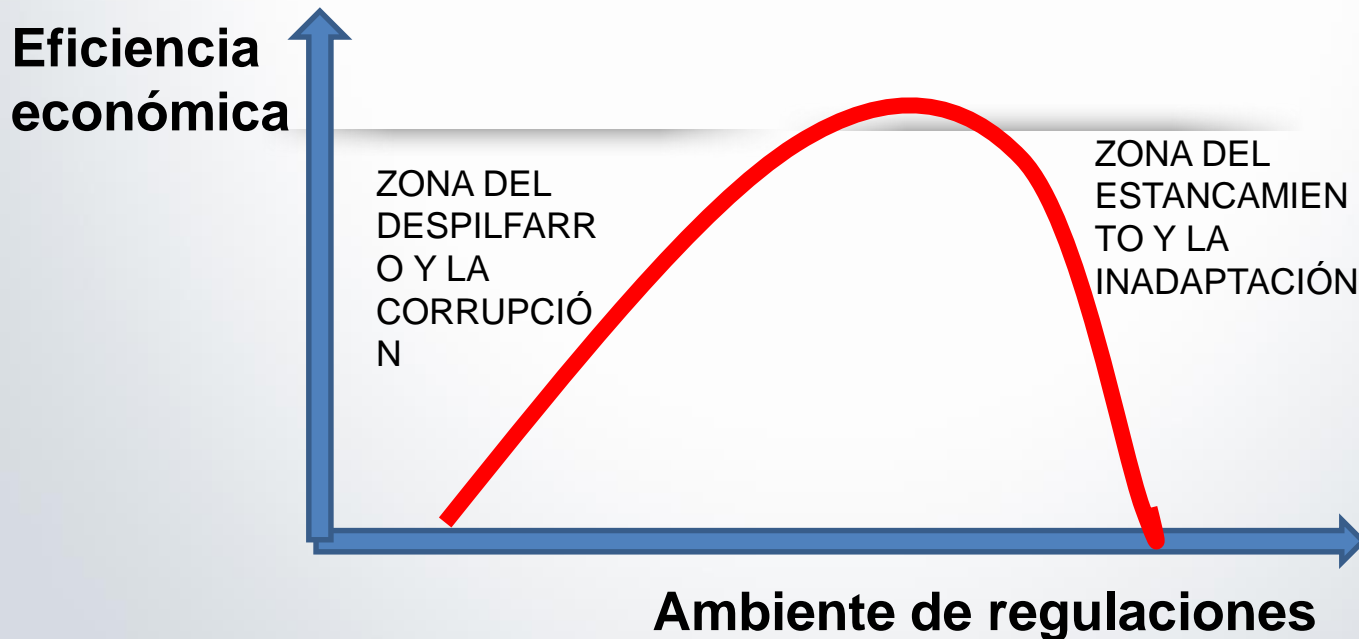 Eficiencia
económica
ZONA DEL
DESPILFARR
O Y LA
CORRUPCIÓ
N
ZONA DEL
ESTANCAMIEN
TO Y LA
INADAPTACIÓN
Ambiente de regulaciones